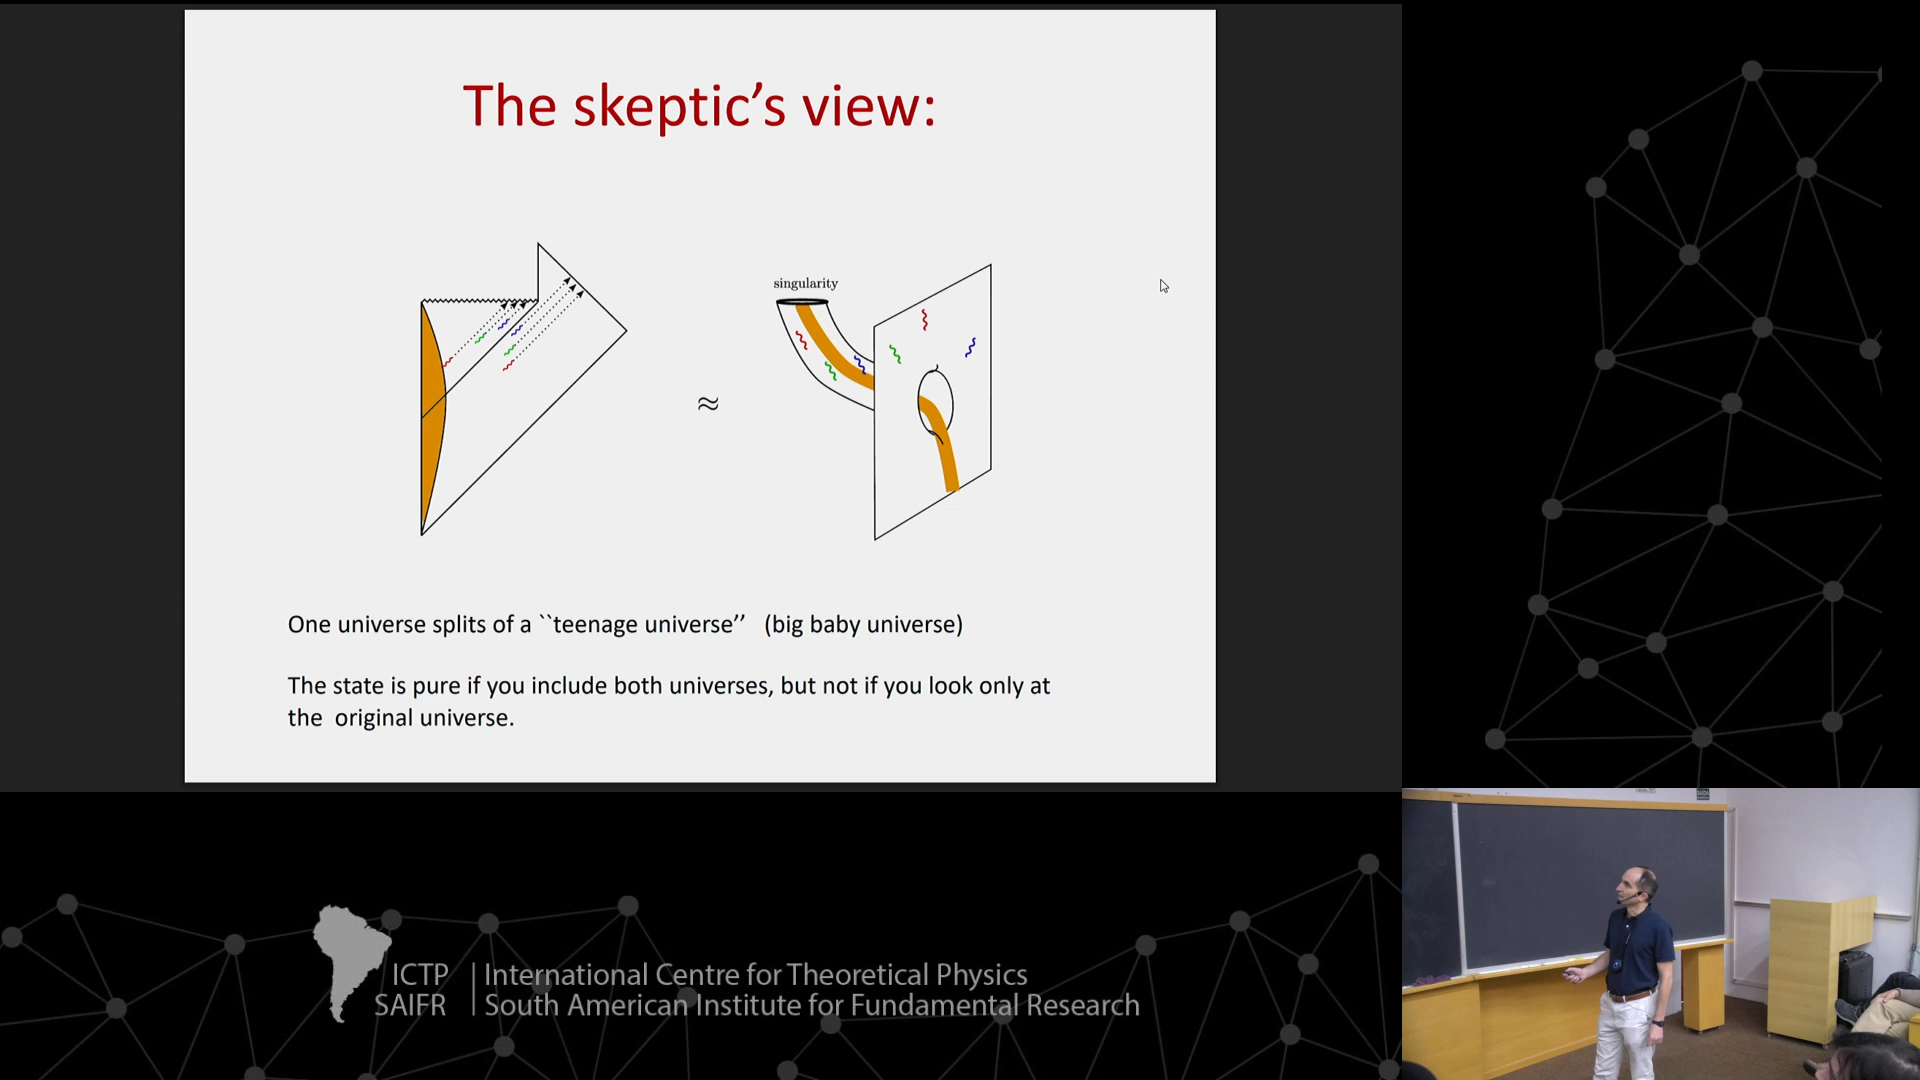 The skeptic’s view:
singularity
≈
One universe splits of a ``teenage universe’’ (big baby universe)
The state is pure if you include both universes, but not if you look only at
the original universe.
ICTP | International Centre for Theoretical Physics
SAIFR | South American Institute for Fundamental Research